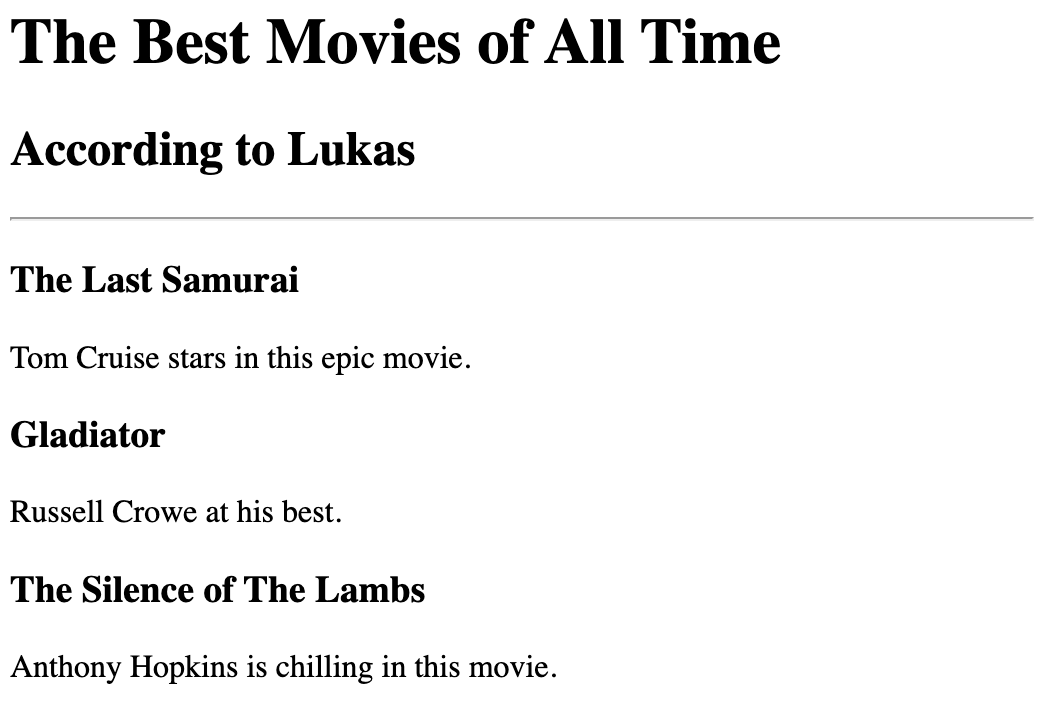 The Best Movies of All Time
According to Lukas
The Last Samurai
Tom Cruise stars in this epic movie.
Gladiator
Russell Crowe at his best.
The Silence of The Lambs
Anthony Hopkins is chilling in this movie.